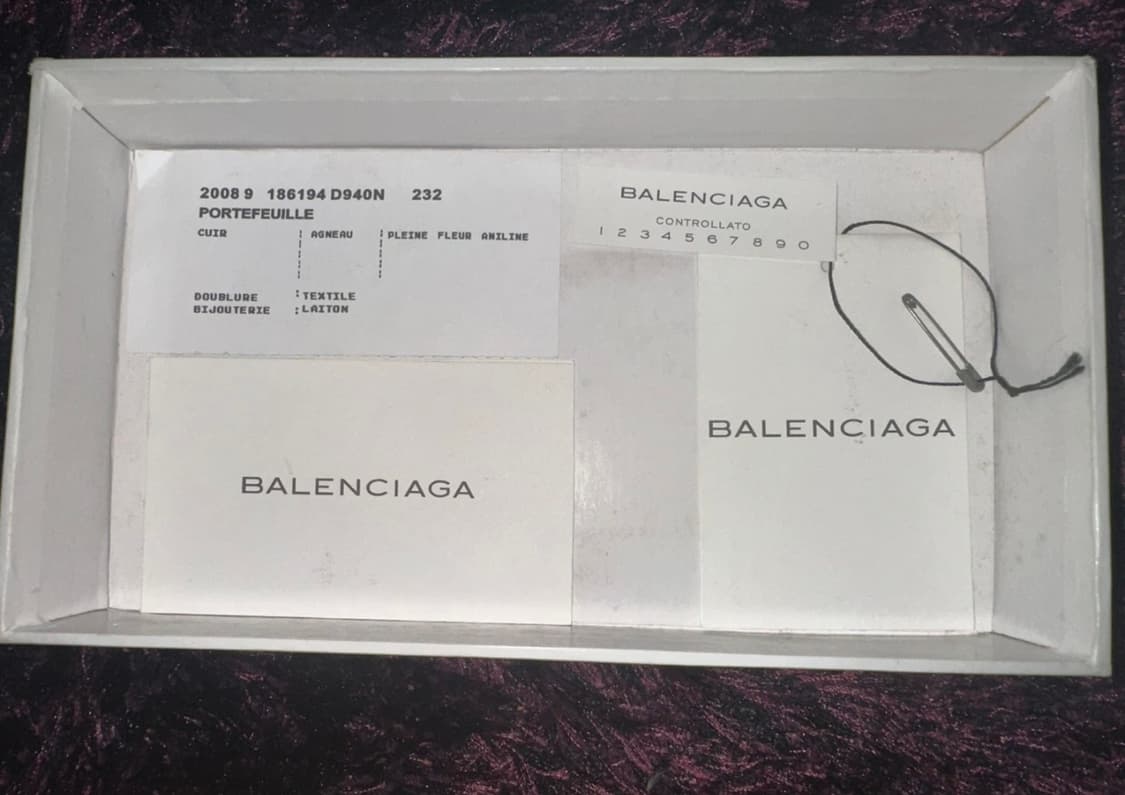 2008 9 186194 D940N 232
PORTEFEUILLE
CUIR ¦ AGNEAU ¦ PLEINE FLEUR ANILINE
DOUBLURE : TEXTILE
BIJOUTERIE ; LAITON
BALENCIAGA
CONTROLLATO
1 2 3 4 5 6 7 8 9 0
BALENCIAGA
BALENCIAGA